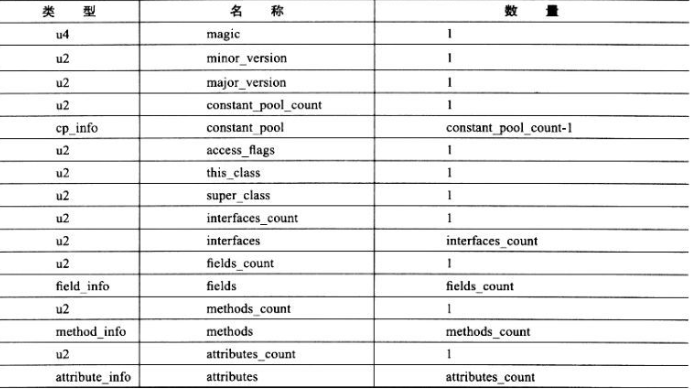 类 型 名 称 数 量
u4 magic 1
u2 minor_version 1
u2 major_version 1
u2 constant_pool_count 1
cp_info constant_pool constant_pool_count-1
u2 access_flags 1
u2 this_class 1
u2 super_class 1
u2 interfaces_count 1
u2 interfaces interfaces_count
u2 fields_count 1
field_info fields fields_count
u2 methods_count 1
method_info methods methods_count
u2 attributes_count 1
attribute_info attributes attributes_count